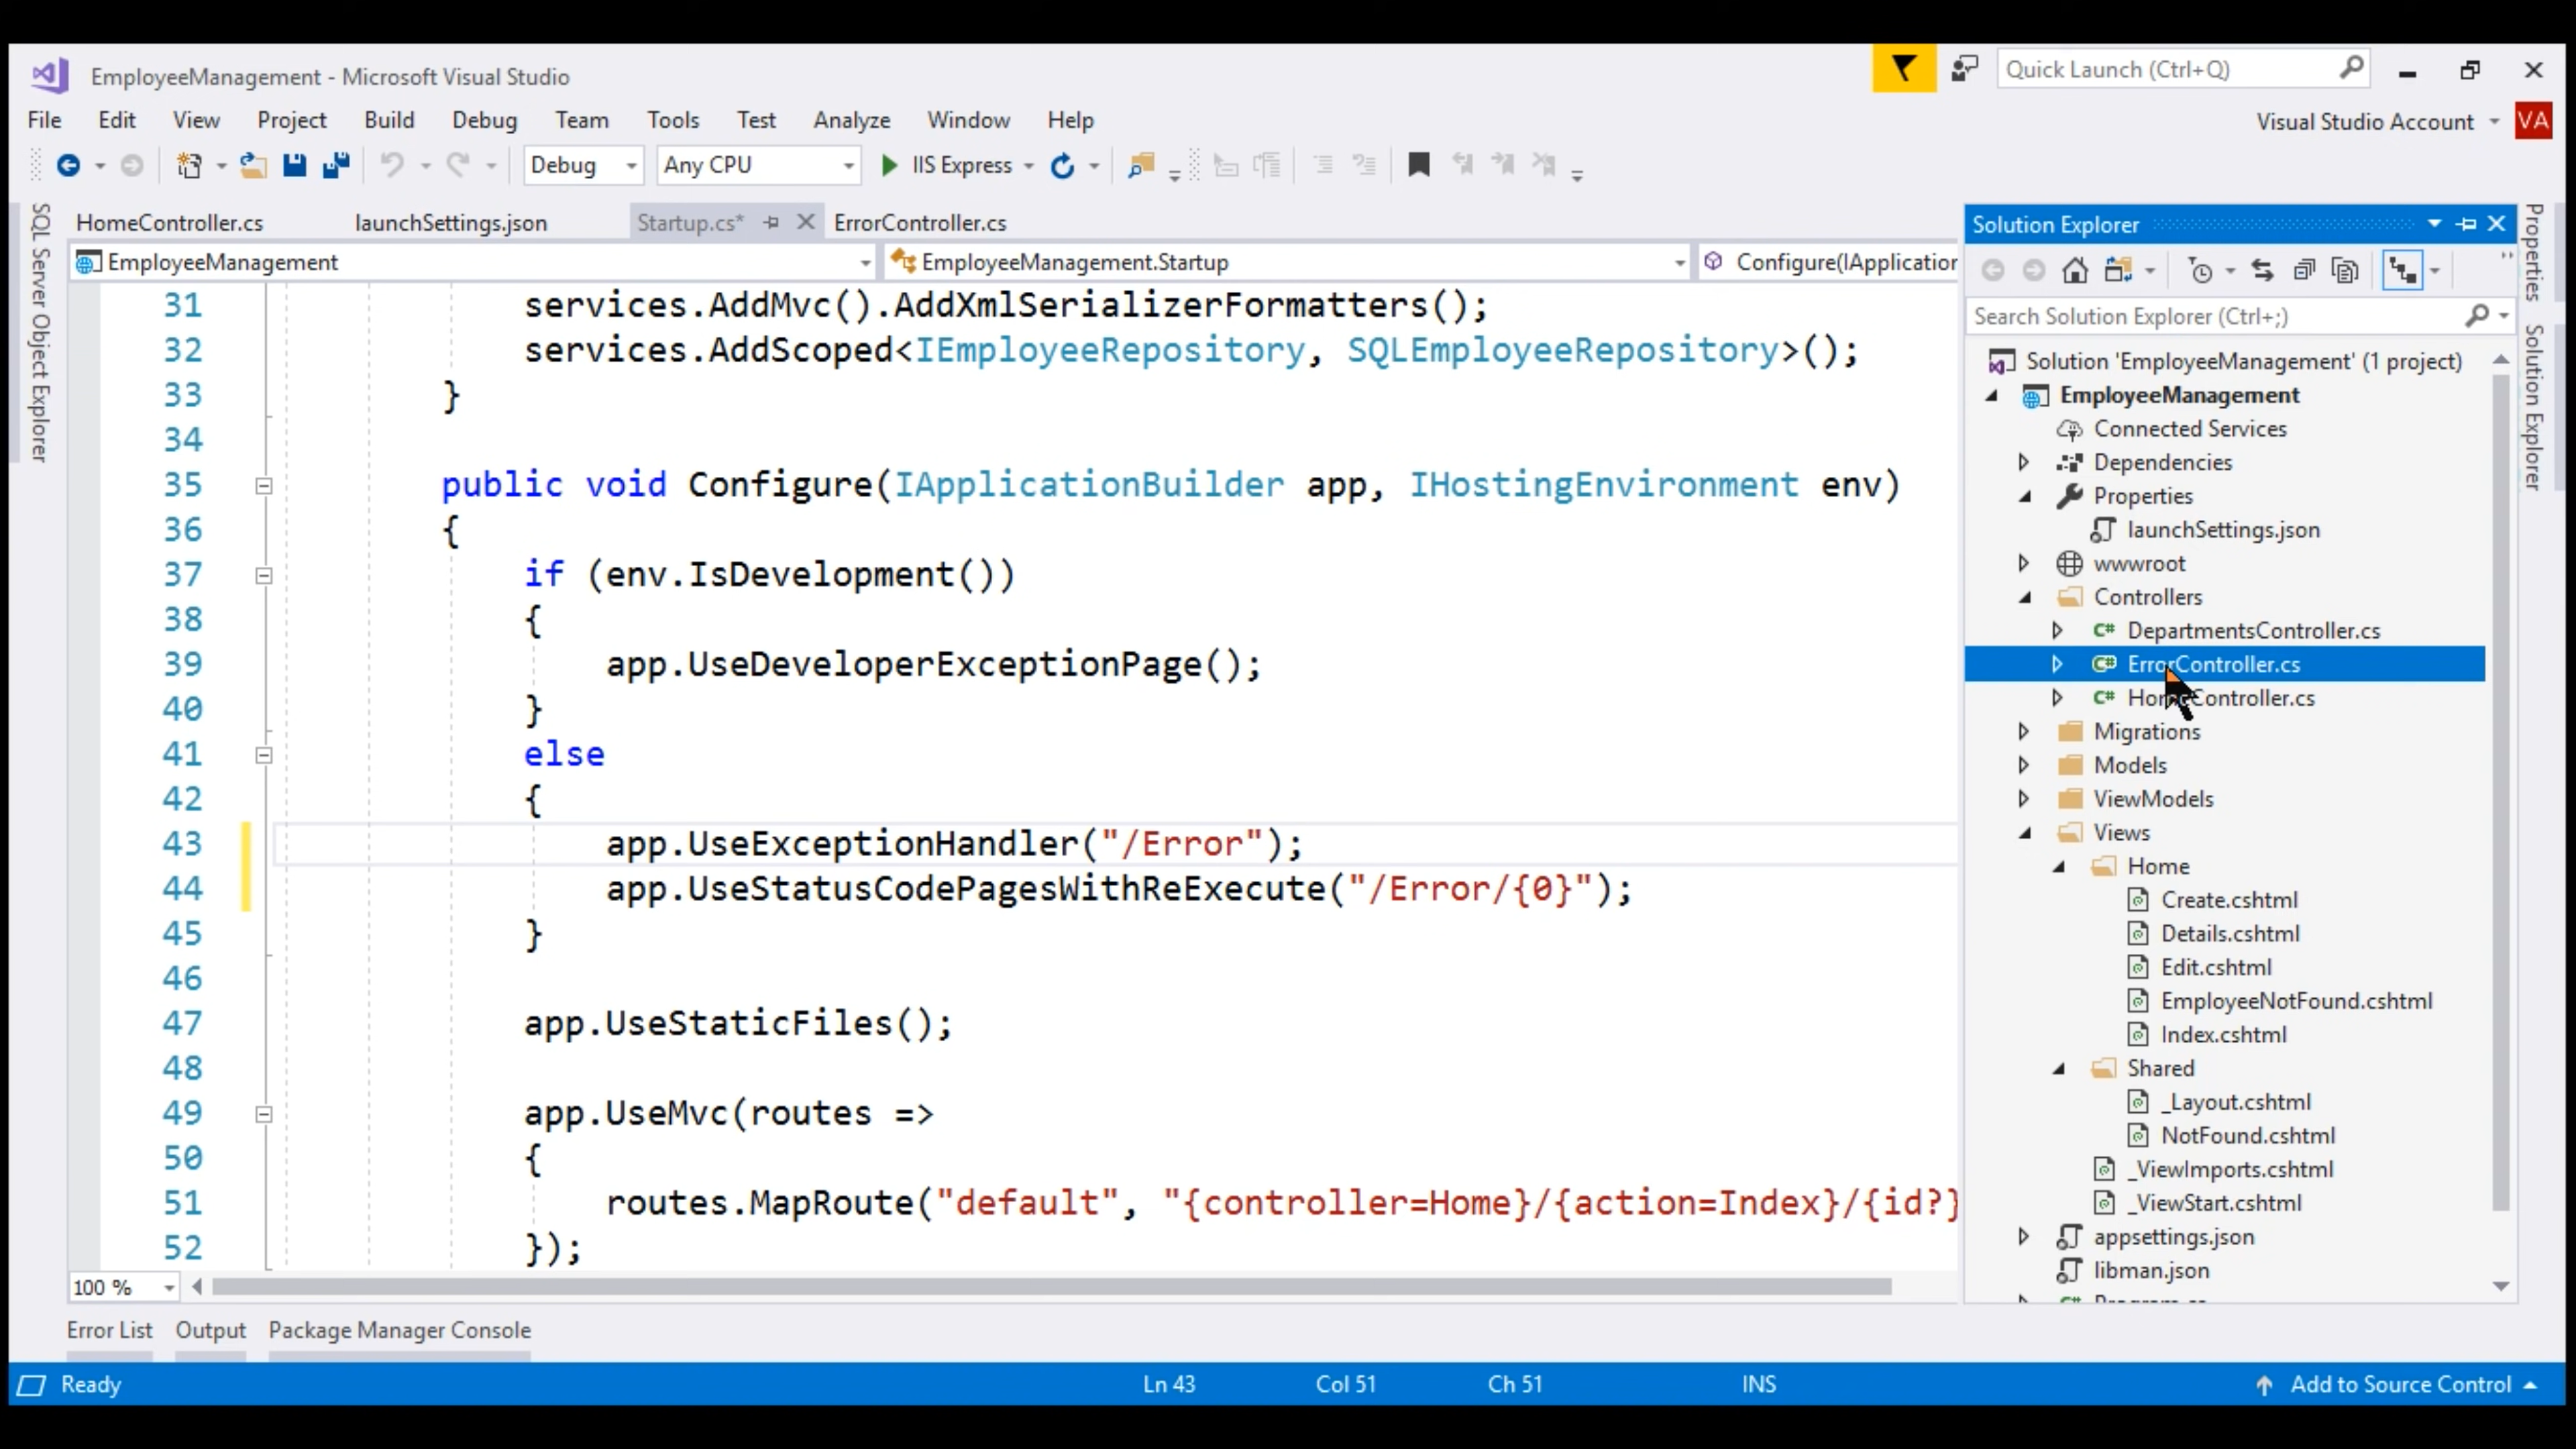 EmployeeManagement - Microsoft Visual Studio
Quick Launch (Ctrl+Q)
File Edit View Project Build Debug Team Tools Test Analyze Window Help
Visual Studio Account VA
Debug Any CPU IIS Express
HomeController.cs launchSettings.json Startup.cs* ErrorController.cs
EmployeeManagement EmployeeManagement.Startup Configure(IApplication
SQL Server Object Explorer
31 services.AddMvc().AddXmlSerializerFormatters();
32 services.AddScoped<IEmployeeRepository, SQLEmployeeRepository>();
33 }
34
35 public void Configure(IApplicationBuilder app, IHostingEnvironment env)
36 {
37 if (env.IsDevelopment())
38 {
39 app.UseDeveloperExceptionPage();
40 }
41 else
42 {
43 app.UseExceptionHandler("/Error");
44 app.UseStatusCodePagesWithReExecute("/Error/{0}");
45 }
46
47 app.UseStaticFiles();
48
49 app.UseMvc(routes =>
50 {
51 routes.MapRoute("default", "{controller=Home}/{action=Index}/{id?}
52 });
100 %
Solution Explorer
Search Solution Explorer (Ctrl+;)
Solution 'EmployeeManagement' (1 project)
EmployeeManagement
Connected Services
Dependencies
Properties
launchSettings.json
wwwroot
Controllers
C# DepartmentsController.cs
C# ErrorController.cs
C# HomeController.cs
Migrations
Models
ViewModels
Views
Home
Create.cshtml
Details.cshtml
Edit.cshtml
EmployeeNotFound.cshtml
Index.cshtml
Shared
_Layout.cshtml
NotFound.cshtml
_ViewImports.cshtml
_ViewStart.cshtml
appsettings.json
libman.json
Properties
Solution Explorer
Error List Output Package Manager Console
Ready Ln 43 Col 51 Ch 51 INS Add to Source Control